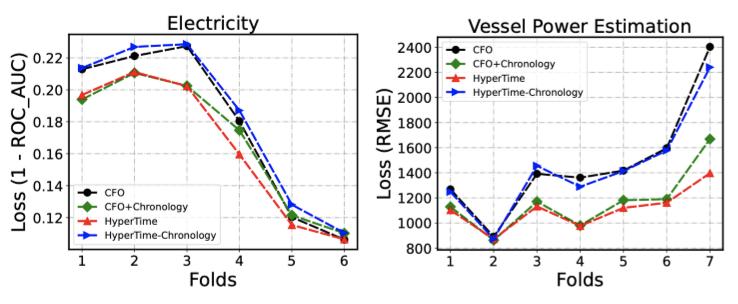 Electricity
Loss (1 - ROC_AUC)
0.22
0.20
0.18
0.16
0.14
0.12
CFO
CFO+Chronology
HyperTime
HyperTime-Chronology
1 2 3 4 5 6
Folds
Vessel Power Estimation
Loss (RMSE)
2400
2200
2000
1800
1600
1400
1200
1000
800
CFO
CFO+Chronology
HyperTime
HyperTime-Chronology
1 2 3 4 5 6 7
Folds